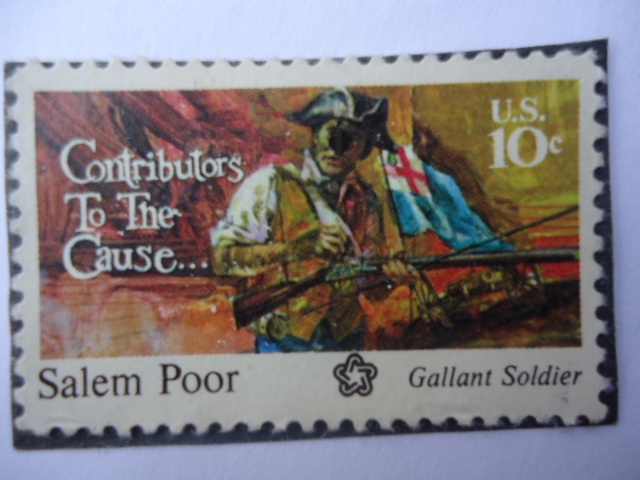 Contributors
To The
Cause...
U.S.
10c
Salem Poor
Gallant Soldier